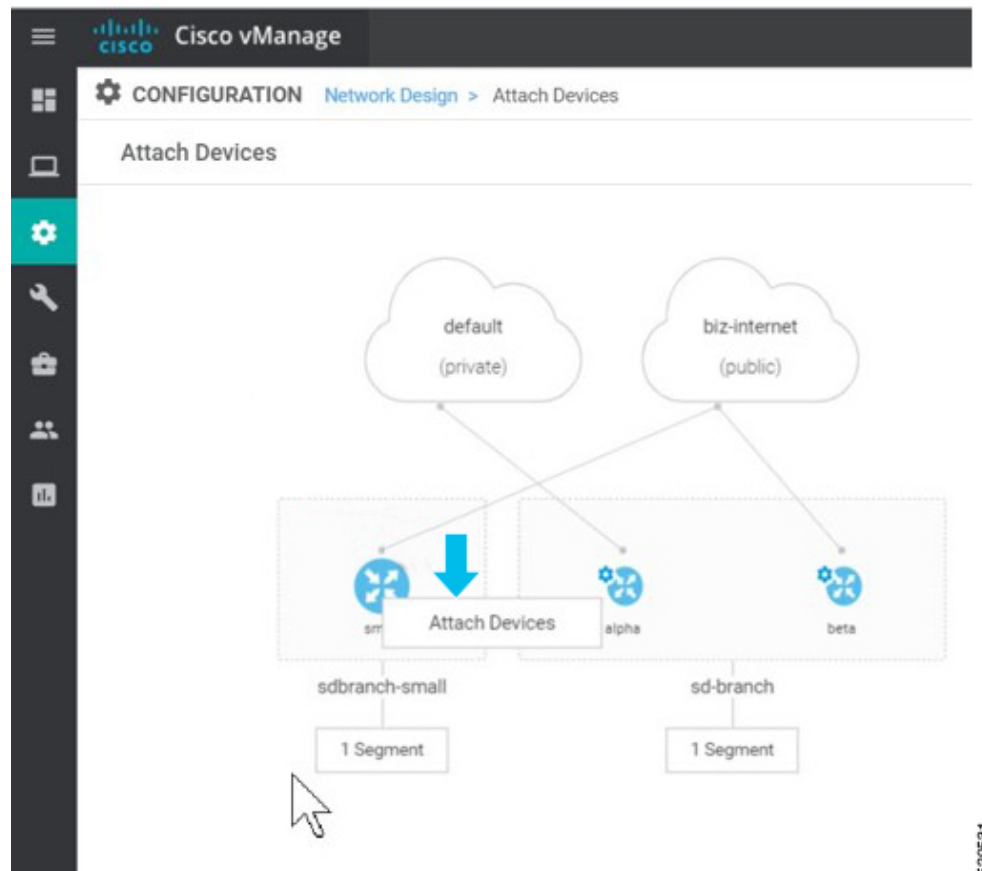 cisco Cisco vManage
CONFIGURATION Network Design > Attach Devices
Attach Devices
default
(private)
biz-internet
(public)
Attach Devices
alpha
beta
sdbranch-small
sd-branch
1 Segment
1 Segment